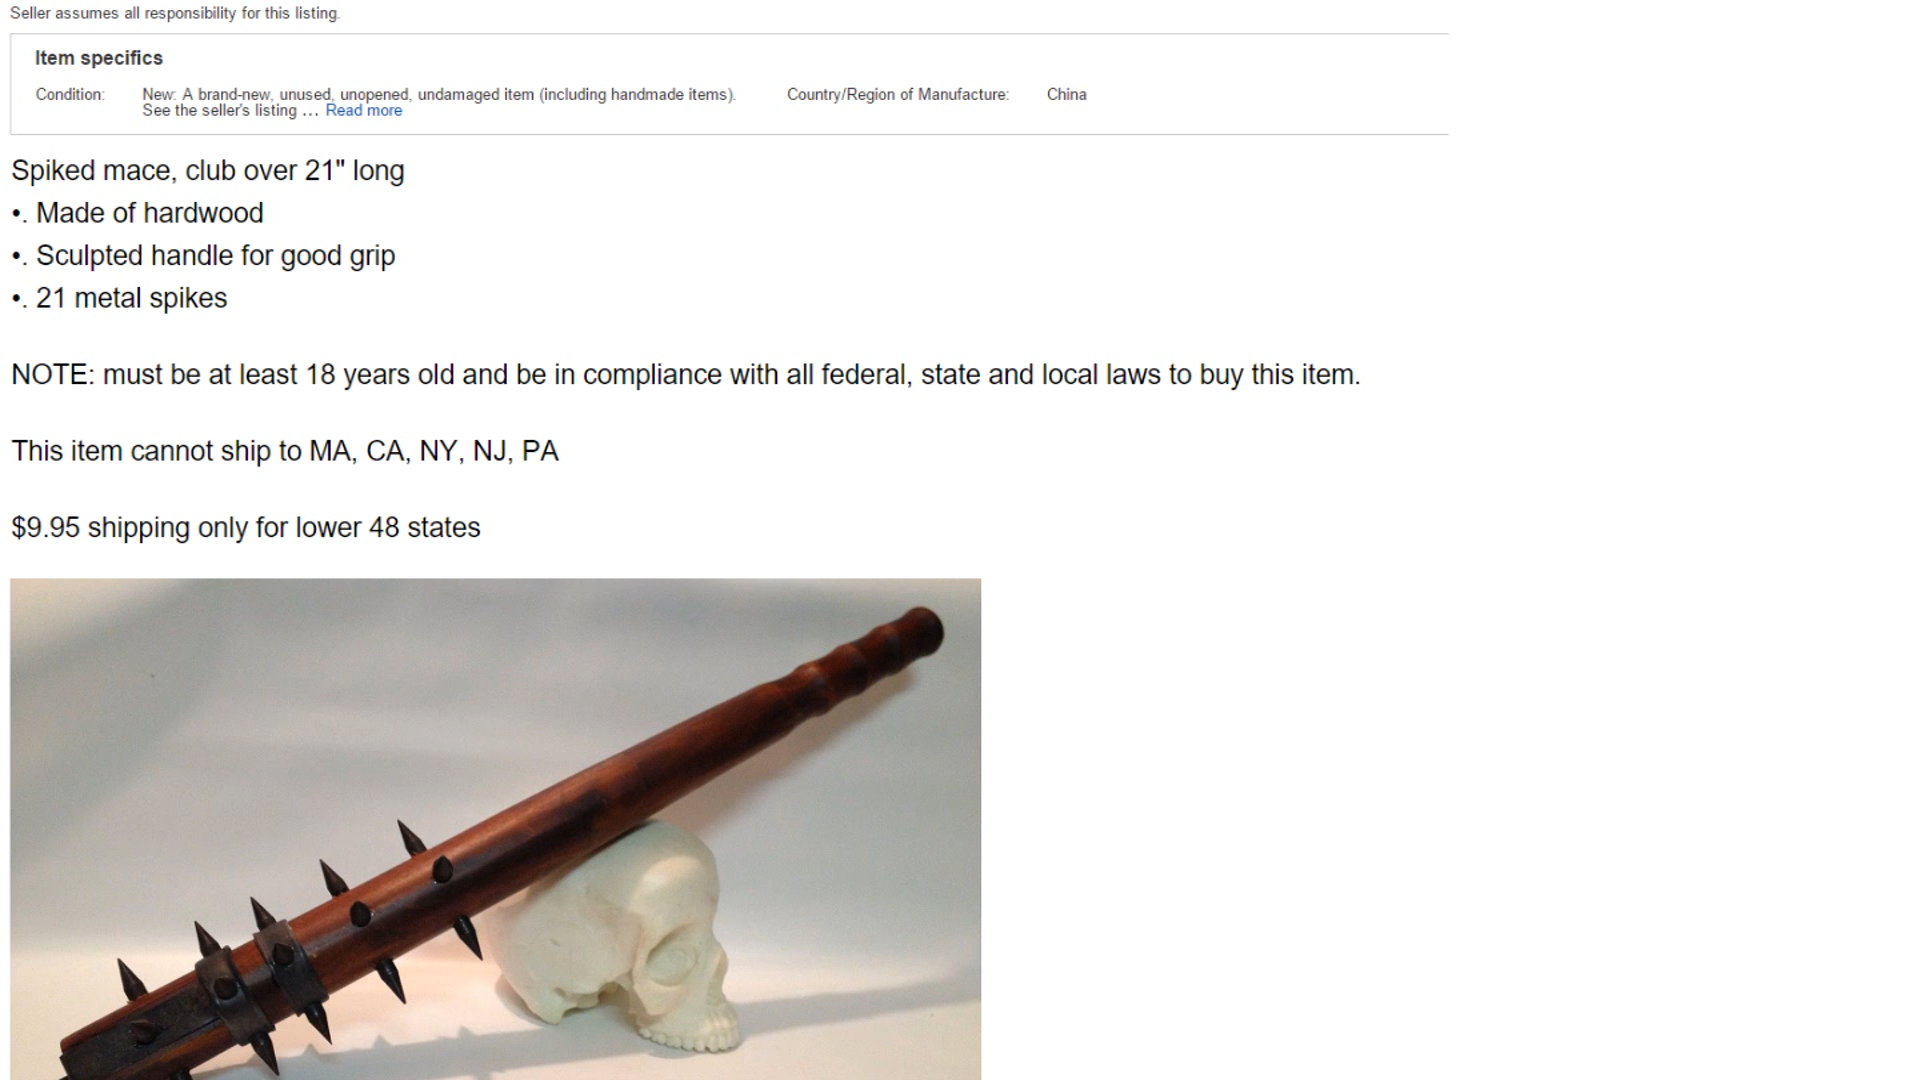 Seller assumes all responsibility for this listing.
Item specifics
Condition: New: A brand-new, unused, unopened, undamaged item (including handmade items). Country/Region of Manufacture: China
See the seller's listing ... Read more
Spiked mace, club over 21" long
•. Made of hardwood
•. Sculpted handle for good grip
•. 21 metal spikes
NOTE: must be at least 18 years old and be in compliance with all federal, state and local laws to buy this item.
This item cannot ship to MA, CA, NY, NJ, PA
$9.95 shipping only for lower 48 states